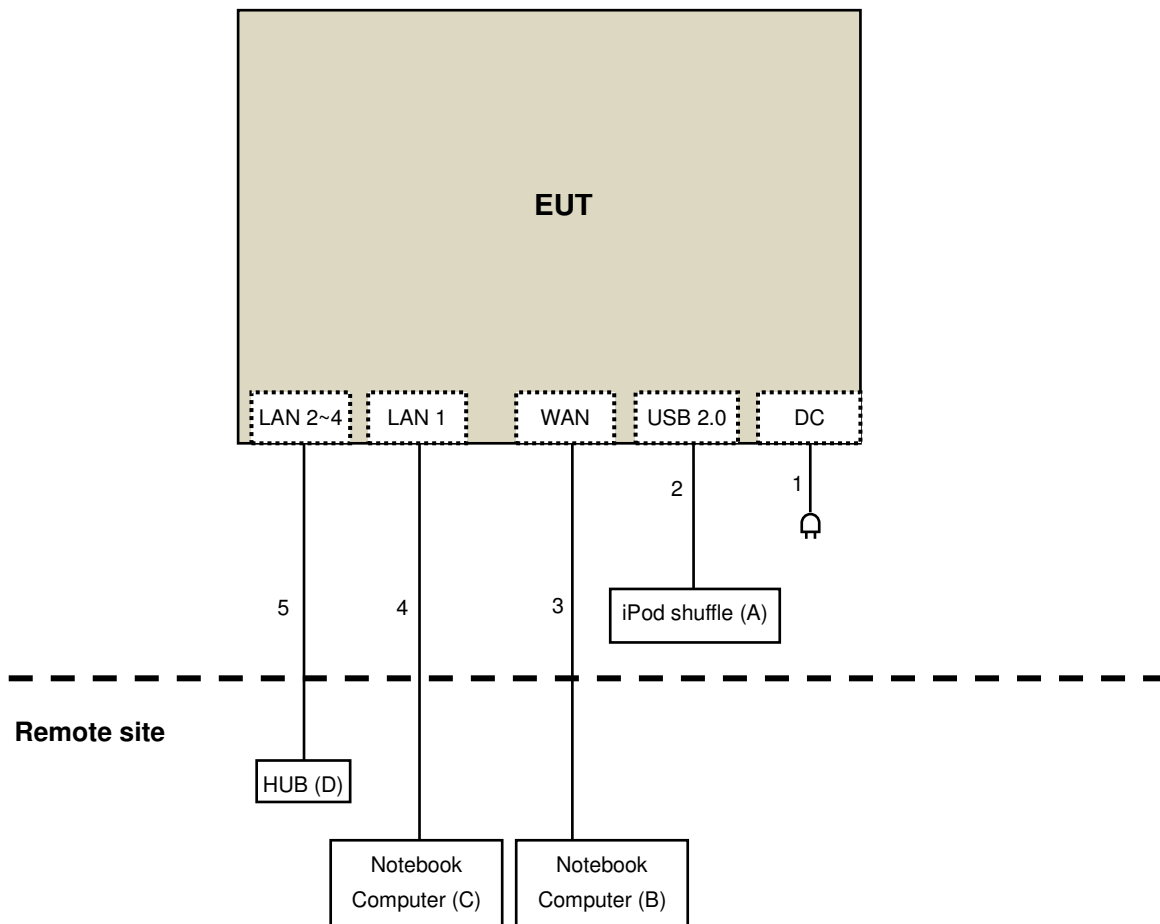 EUT
LAN 2~4
LAN 1
WAN
USB 2.0
DC
1
2
5
4
3
iPod shuffle (A)
Remote site
HUB (D)
Notebook
Computer (C)
Notebook
Computer (B)